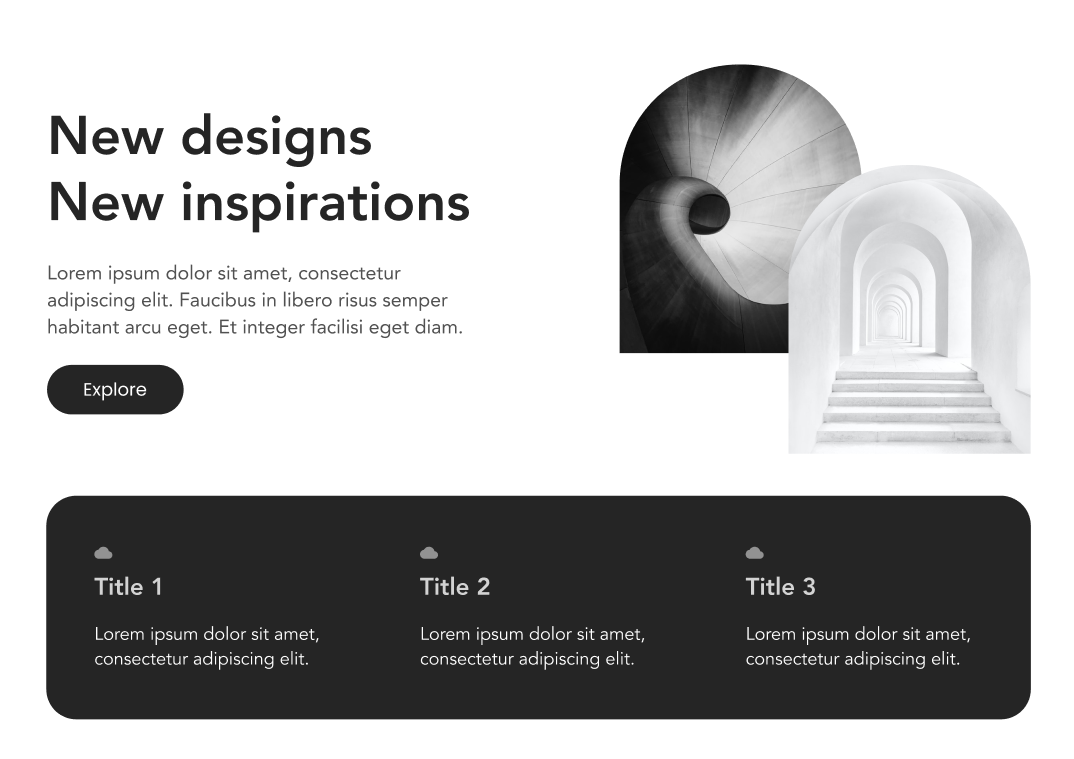 New designs
New inspirations
Lorem ipsum dolor sit amet, consectetur
adipiscing elit. Faucibus in libero risus semper
habitant arcu eget. Et integer facilisi eget diam.
Explore
Title 1
Lorem ipsum dolor sit amet,
consectetur adipiscing elit.
Title 2
Lorem ipsum dolor sit amet,
consectetur adipiscing elit.
Title 3
Lorem ipsum dolor sit amet,
consectetur adipiscing elit.